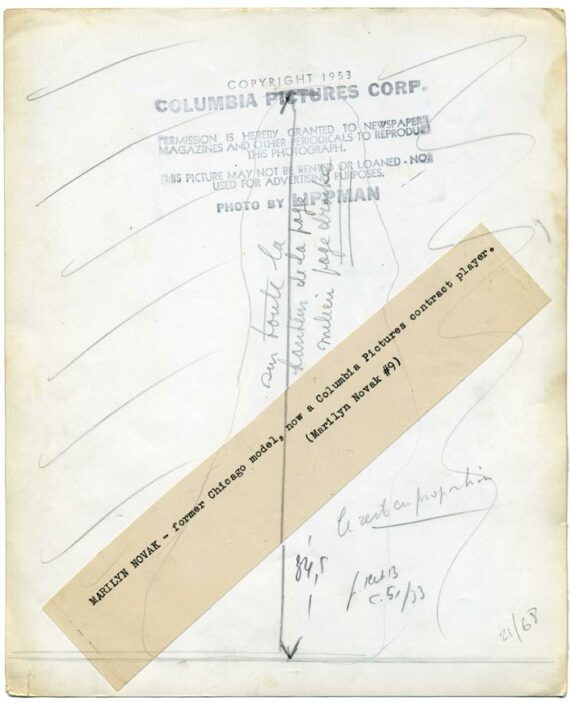 COPYRIGHT 1953
COLUMBIA PICTURES CORP.
PERMISSION IS HEREBY GRANTED TO NEWSPAPERS
MAGAZINES AND OTHER PERIODICALS TO REPRODUCE
THIS PHOTOGRAPH.
THIS PICTURE MAY NOT BE RENTED OR LOANED - NOR
USED FOR ADVERTISING PURPOSES.
PHOTO BY LIPPMAN
sur toute la
hauteur de la page
milieu page droite
MARILYN NOVAK - former Chicago model, now a Columbia Pictures contract player.
(Marilyn Novak #9)
le reste en proportion
34,5
21/68